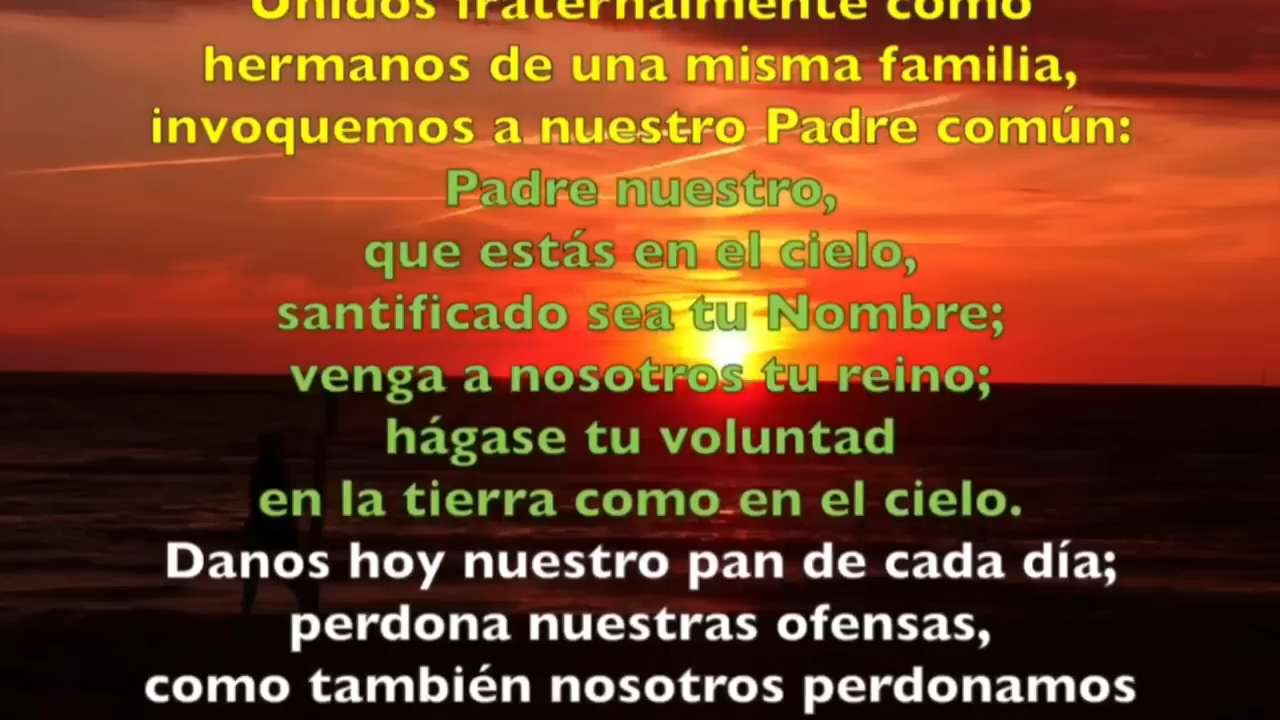 Unidos fraternalmente como
hermanos de una misma familia,
invoquemos a nuestro Padre común:
Padre nuestro,
que estás en el cielo,
santificado sea tu Nombre;
venga a nosotros tu reino;
hágase tu voluntad
en la tierra como en el cielo.
Danos hoy nuestro pan de cada día;
perdona nuestras ofensas,
como también nosotros perdonamos